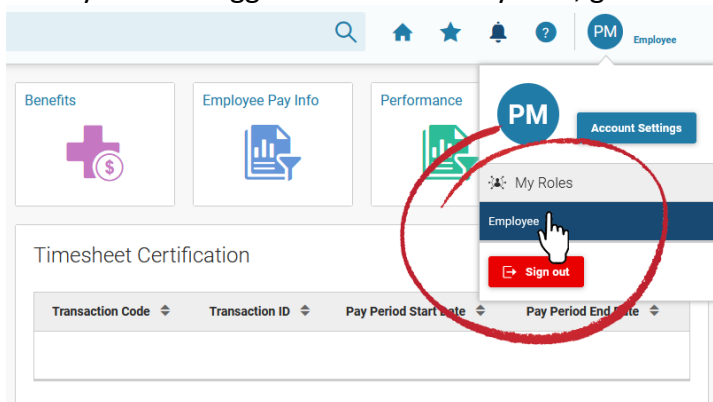 PM Employee
Benefits
Employee Pay Info
Performance
PM
Account Settings
$
My Roles
Employee
Sign out
Timesheet Certification
Transaction Code Transaction ID Pay Period Start Date Pay Period End Date